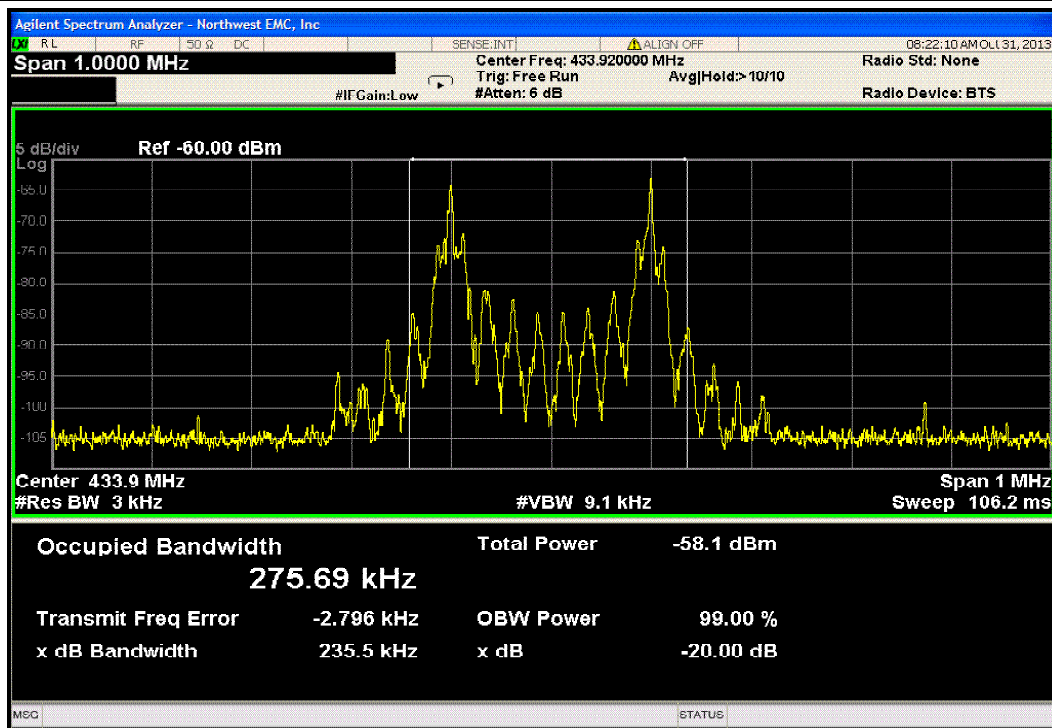 Agilent Spectrum Analyzer - Northwest EMC, Inc
LXI RL RF 50 Ω DC SENSE:INT ALIGN OFF 08:22:10 AM Oct 31, 2013
Span 1.0000 MHz
Center Freq: 433.920000 MHz
Radio Std: None
Trig: Free Run
Avg|Hold:>10/10
#IFGain:Low
#Atten: 6 dB
Radio Device: BTS
5 dB/div
Ref -60.00 dBm
Log
-65.0
-70.0
-75.0
-80.0
-85.0
-90.0
-95.0
-100
-105
Center 433.9 MHz
Span 1 MHz
#Res BW 3 kHz
#VBW 9.1 kHz
Sweep 106.2 ms
Occupied Bandwidth
Total Power -58.1 dBm
275.69 kHz
Transmit Freq Error -2.796 kHz
OBW Power 99.00 %
x dB Bandwidth 235.5 kHz
x dB -20.00 dB
MSG
STATUS